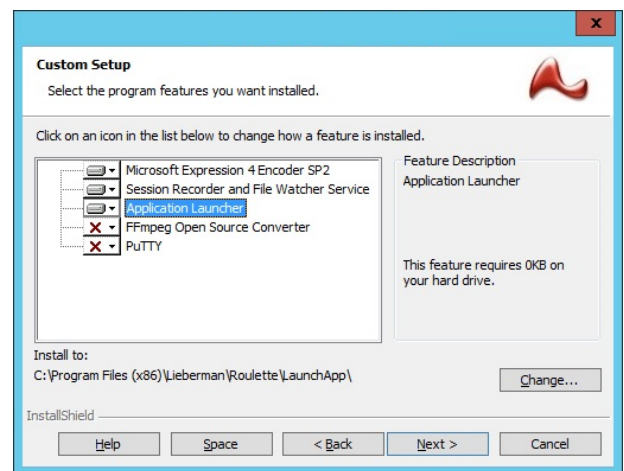 x
Custom Setup
Select the program features you want installed.
Click on an icon in the list below to change how a feature is installed.
Microsoft Expression 4 Encoder SP2
Session Recorder and File Watcher Service
Application Launcher
FFmpeg Open Source Converter
PuTTY
Feature Description
Application Launcher
This feature requires 0KB on
your hard drive.
Install to:
C:\Program Files (x86)\Lieberman\Roulette\LaunchApp\
Change...
InstallShield
Help Space < Back Next > Cancel